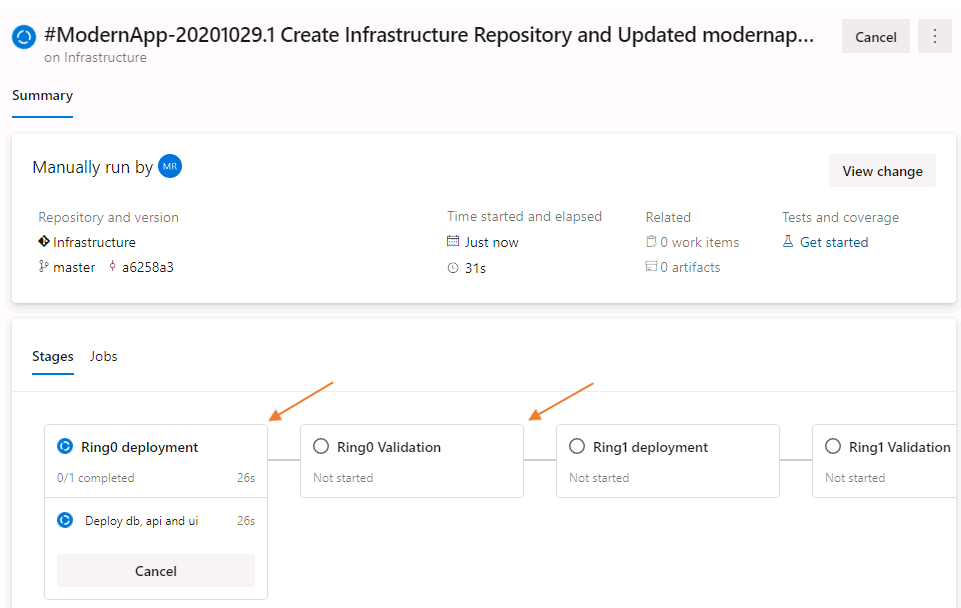 #ModernApp-20201029.1 Create Infrastructure Repository and Updated modernap...
on Infrastructure
Cancel
Summary
Manually run by MR
View change
Repository and version
Infrastructure
master a6258a3
Time started and elapsed
Just now
31s
Related
0 work items
0 artifacts
Tests and coverage
Get started
Stages Jobs
Ring0 deployment
0/1 completed 26s
Deploy db, api and ui 26s
Cancel
Ring0 Validation
Not started
Ring1 deployment
Not started
Ring1 Validation
Not started